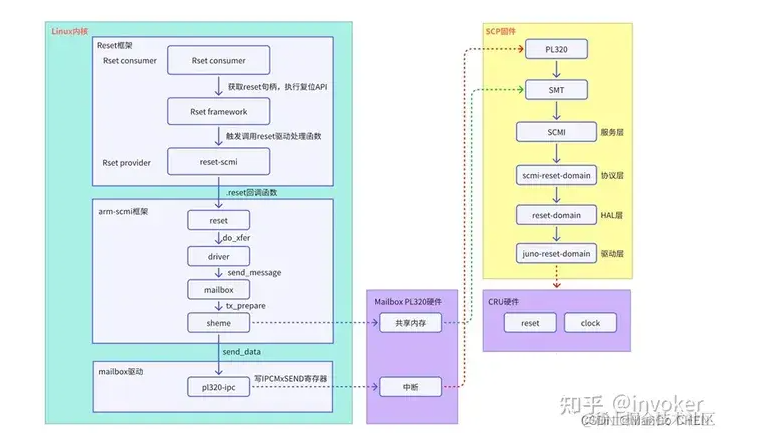 Linux内核
Reset框架
Rset consumer
Rset consumer
获取reset句柄，执行复位API
Rset framework
触发调用reset驱动处理函数
Rset provider
reset-scmi
.reset回调函数
arm-scmi框架
reset
do_xfer
driver
send_message
mailbox
tx_prepare
sheme
send_data
mailbox驱动
pl320-ipc
写IPCMxSEND寄存器
Mailbox PL320硬件
共享内存
中断
SCP固件
PL320
SMT
SCMI
服务层
scmi-reset-domain
协议层
reset-domain
HAL层
juno-reset-domain
驱动层
CRU硬件
reset
clock
知乎 @invoker